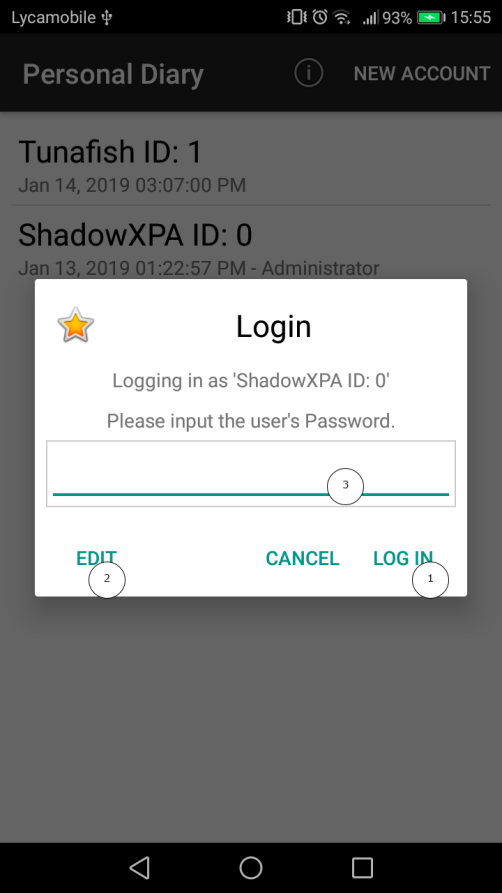 Lycamobile 93% 15:55
Personal Diary i NEW ACCOUNT
Tunafish ID: 1
Jan 14, 2019 03:07:00 PM
ShadowXPA ID: 0
Jan 13, 2019 01:22:57 PM - Administrator
Login
Logging in as 'ShadowXPA ID: 0'
Please input the user's Password.
3
EDIT CANCEL LOG IN
2 1